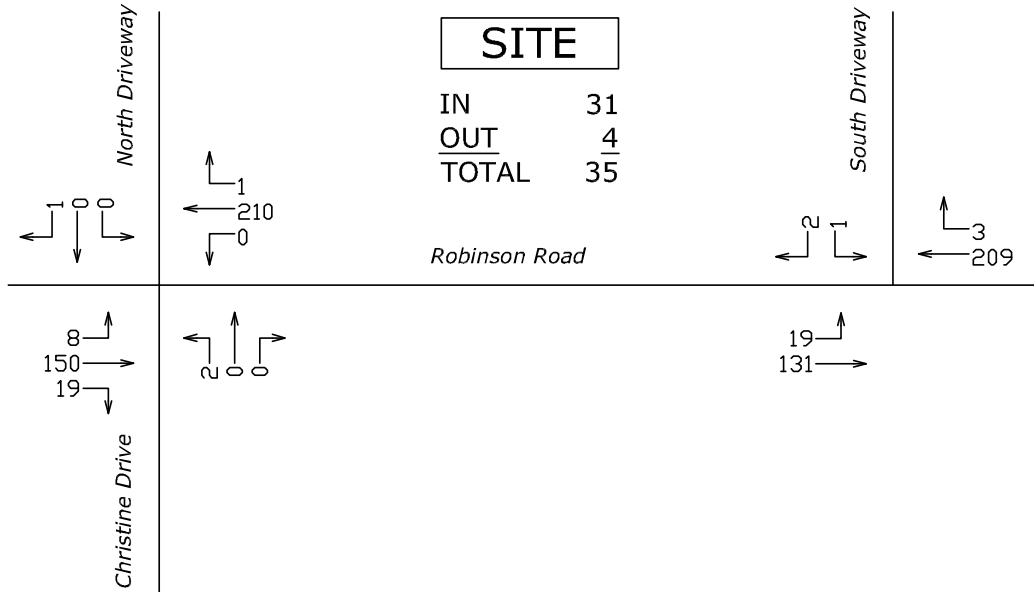 North Driveway
SITE
South Driveway
IN 31
OUT 4
TOTAL 35
1 0 0
1
210
0
2 1
3
209
Robinson Road
8
150
19
2 0 0
19
131
Christine Drive